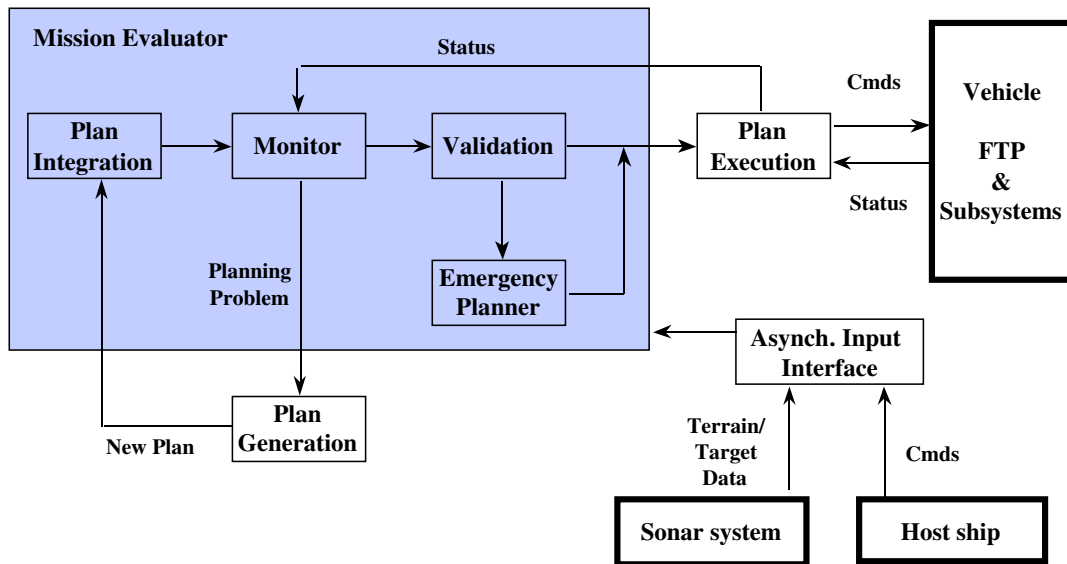 Mission Evaluator
Status
Cmds
Vehicle
FTP
&
Subsystems
Plan
Integration
Monitor
Validation
Plan
Execution
Status
Planning
Problem
Emergency
Planner
Asynch. Input
Interface
New Plan
Plan
Generation
Terrain/
Target
Data
Cmds
Sonar system
Host ship